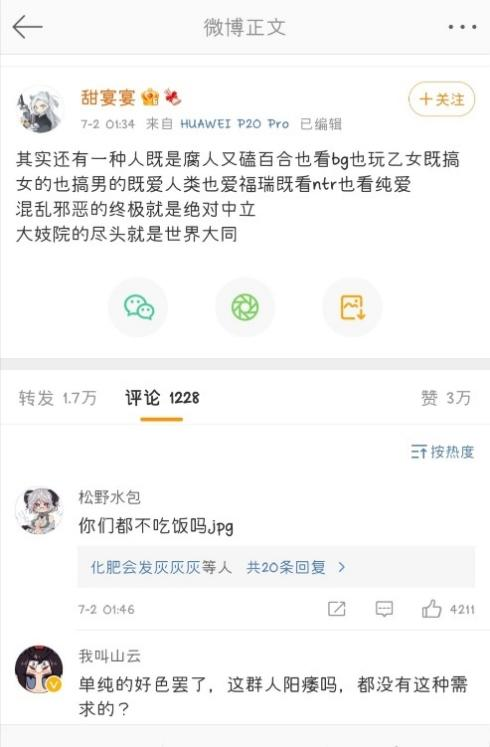 微博正文
甜宴宴
+关注
7-2 01:34 来自 HUAWEI P20 Pro 已编辑
其实还有一种人既是腐人又磕百合也看bg也玩乙女既搞
女的也搞男的既爱人类也爱福瑞既看ntr也看纯爱
混乱邪恶的终极就是绝对中立
大妓院的尽头就是世界大同
转发 1.7万 评论 1228 赞 3万
按热度
松野水包
你们都不吃饭吗jpg
化肥会发灰灰灰等人 共20条回复 >
7-2 01:46 4211
我叫山云
单纯的好色罢了，这群人阳痿吗，都没有这种需
求的？